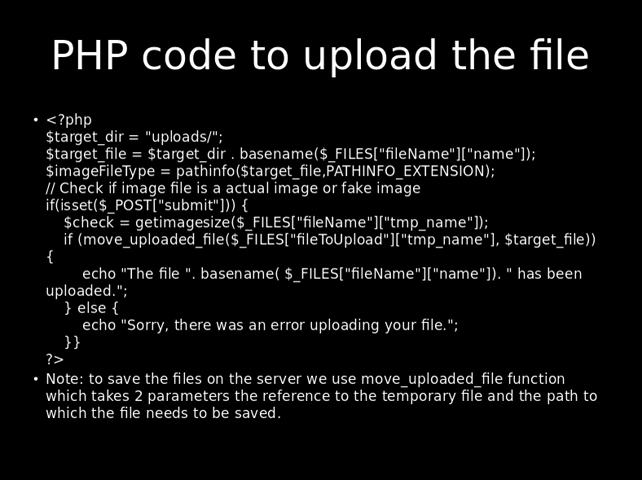 PHP code to upload the file
• <?php
$target_dir = "uploads/";
$target_file = $target_dir . basename($_FILES["fileName"]["name"]);
$imageFileType = pathinfo($target_file,PATHINFO_EXTENSION);
// Check if image file is a actual image or fake image
if(isset($_POST["submit"])) {
    $check = getimagesize($_FILES["fileName"]["tmp_name"]);
    if (move_uploaded_file($_FILES["fileToUpload"]["tmp_name"], $target_file))
{
        echo "The file ". basename( $_FILES["fileName"]["name"]). " has been
uploaded.";
    } else {
        echo "Sorry, there was an error uploading your file.";
    }}
?>
• Note: to save the files on the server we use move_uploaded_file function
which takes 2 parameters the reference to the temporary file and the path to
which the file needs to be saved.